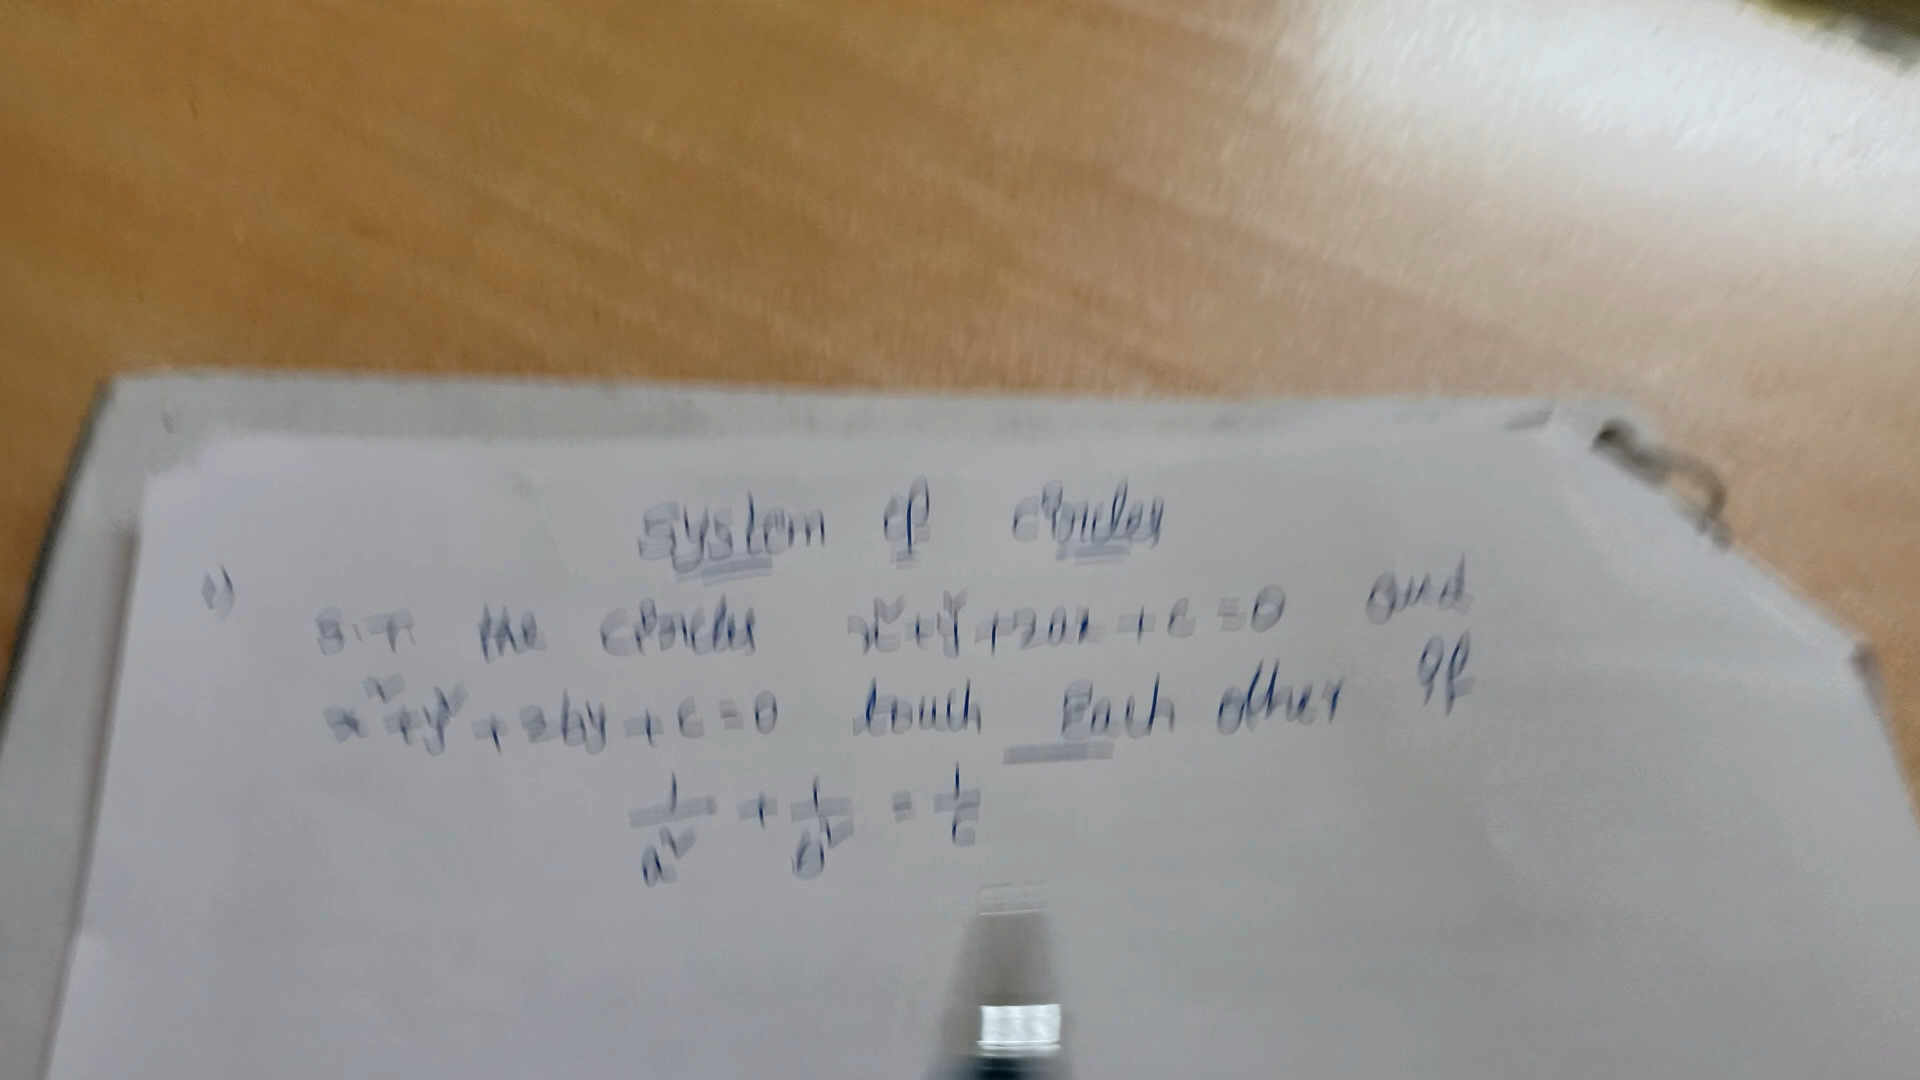 System of circles
1)
S.T the circles x²+y²+2ax+c=0 and
x²+y²+2by+c=0 touch Each other if
1/a² + 1/b² = 1/c